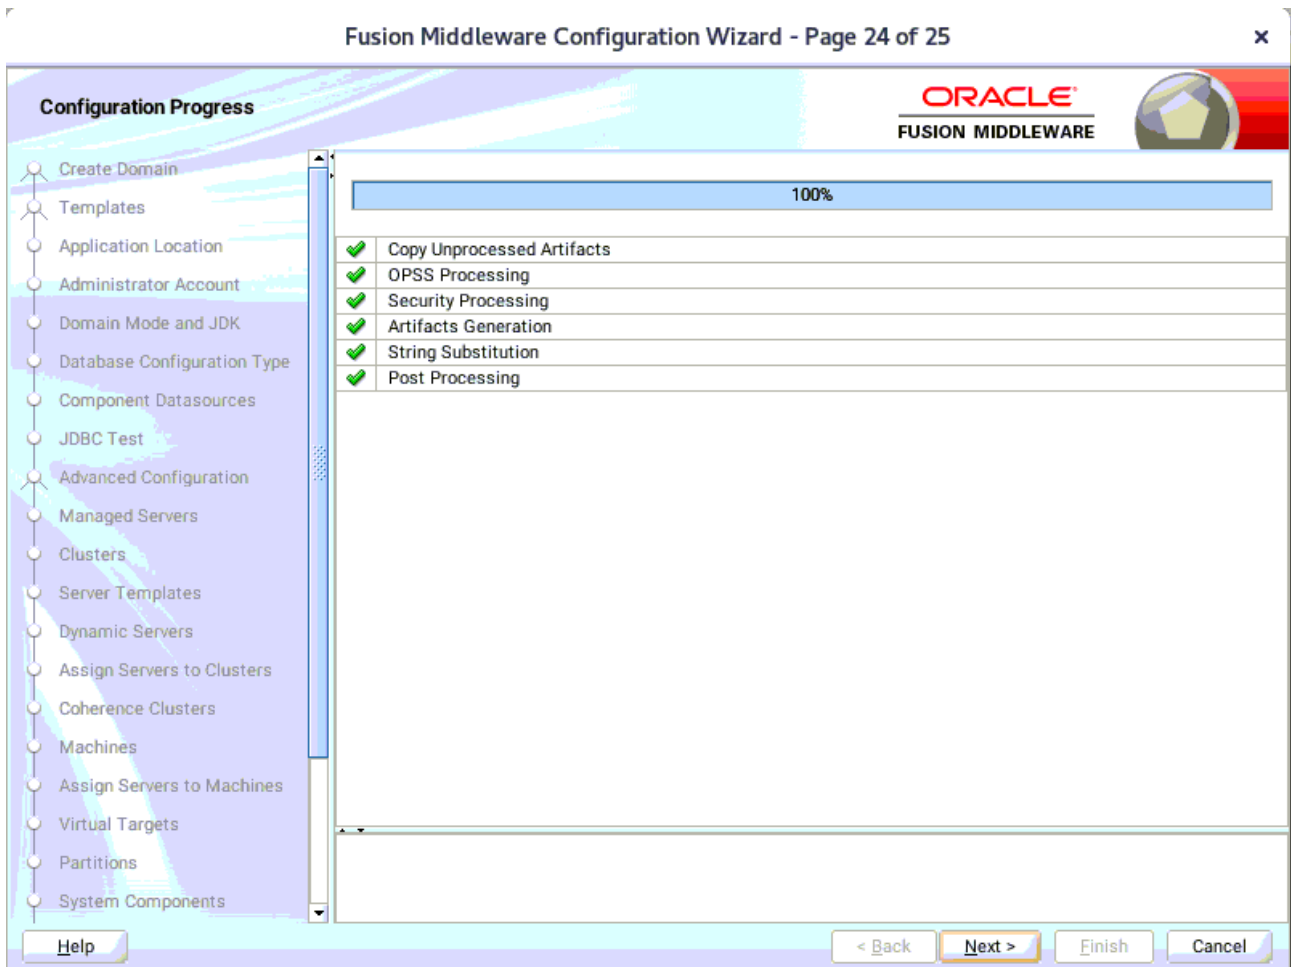 Fusion Middleware Configuration Wizard - Page 24 of 25
Configuration Progress
ORACLE
FUSION MIDDLEWARE
Create Domain
Templates
Application Location
Administrator Account
Domain Mode and JDK
Database Configuration Type
Component Datasources
JDBC Test
Advanced Configuration
Managed Servers
Clusters
Server Templates
Dynamic Servers
Assign Servers to Clusters
Coherence Clusters
Machines
Assign Servers to Machines
Virtual Targets
Partitions
System Components
100%
Copy Unprocessed Artifacts
OPSS Processing
Security Processing
Artifacts Generation
String Substitution
Post Processing
Help
< Back
Next >
Finish
Cancel